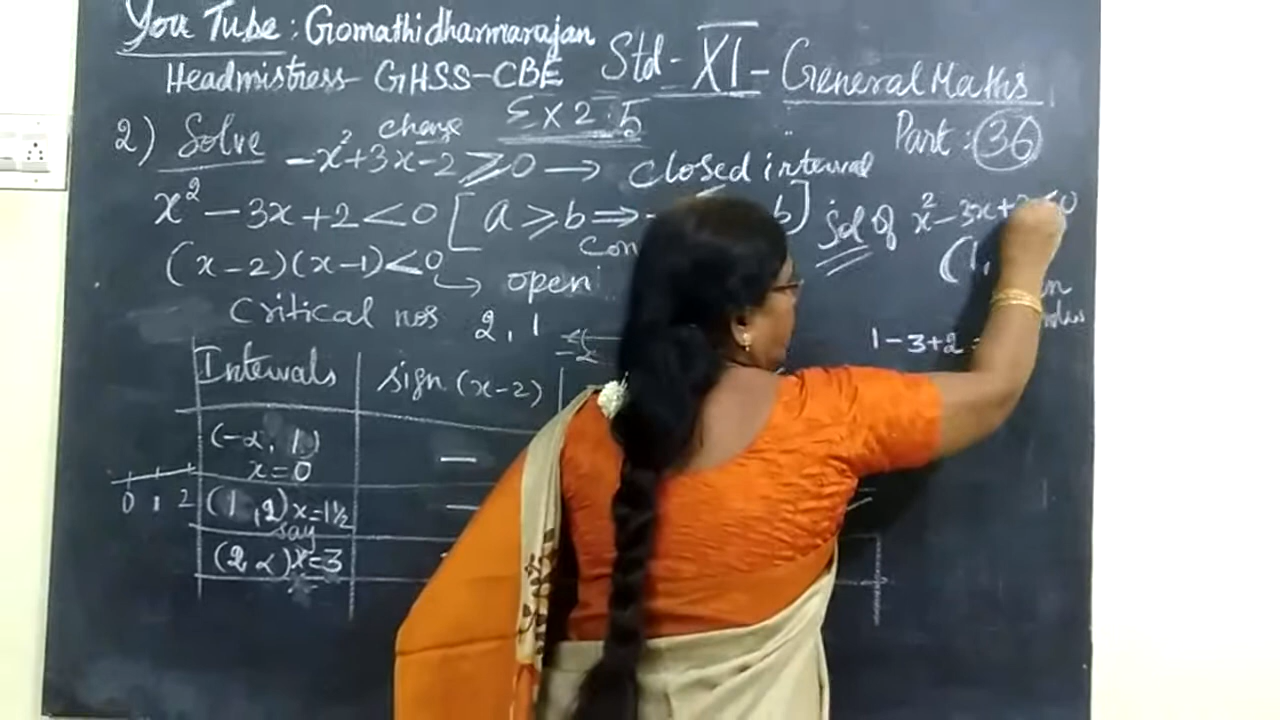 You Tube : Gomathidharmarajan
Headmistress - GHSS-CBE
Std - XI - General Maths
Ex 2.5
Part : 36
2) Solve
change
-x²+3x-2 ≥ 0 → closed interval
x² - 3x + 2 < 0 [ a ≥ b ⇒ - b]
sol of x² - 3x +
(x-2)(x-1) < 0
↳ open
(1,
Critical nos 2, 1
1 - 3 + 2 =
Intervals
sign (x-2)
(-∝, 1)
x = 0
—
0 1 2
(1, 2) x = 1½
say
—
(2 ∝) x = 3